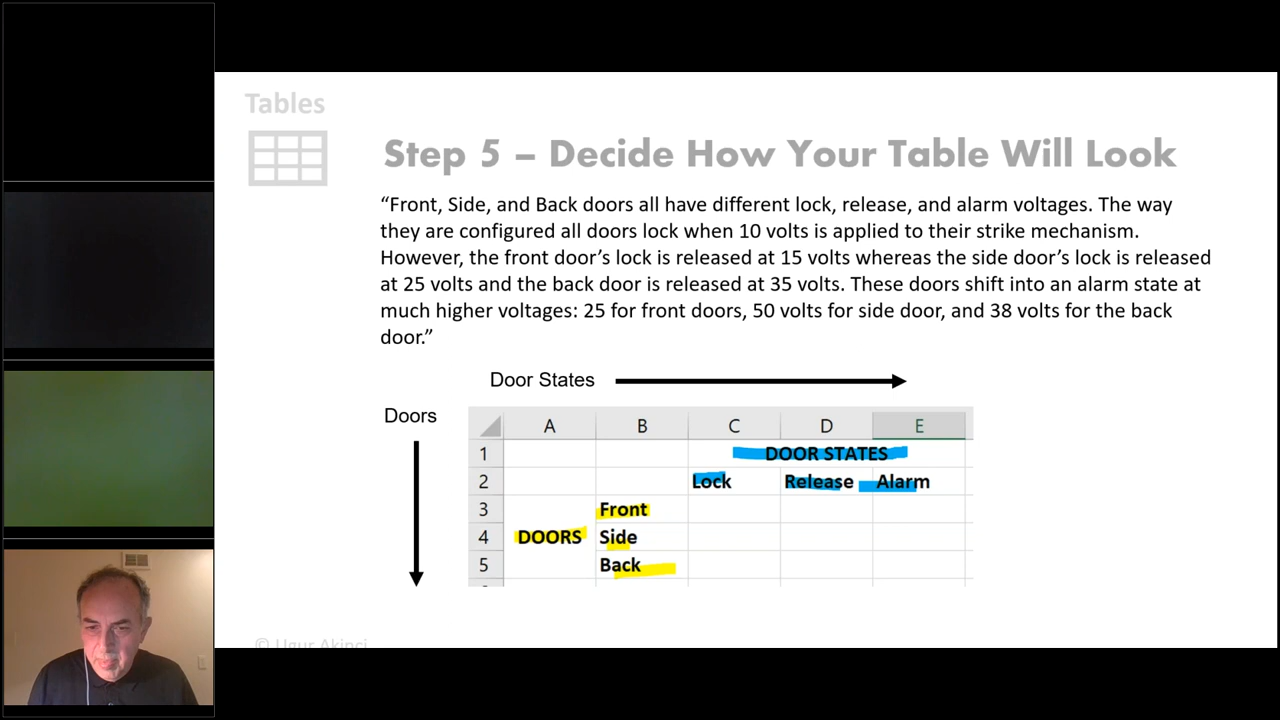 Tables
Step 5 – Decide How Your Table Will Look
“Front, Side, and Back doors all have different lock, release, and alarm voltages. The way
they are configured all doors lock when 10 volts is applied to their strike mechanism.
However, the front door’s lock is released at 15 volts whereas the side door’s lock is released
at 25 volts and the back door is released at 35 volts. These doors shift into an alarm state at
much higher voltages: 25 for front doors, 50 volts for side door, and 38 volts for the back
door.”
Door States
Doors
A B C D E
1 DOOR STATES
2 Lock Release Alarm
3 Front
4 DOORS Side
5 Back
© Ugur Akinci